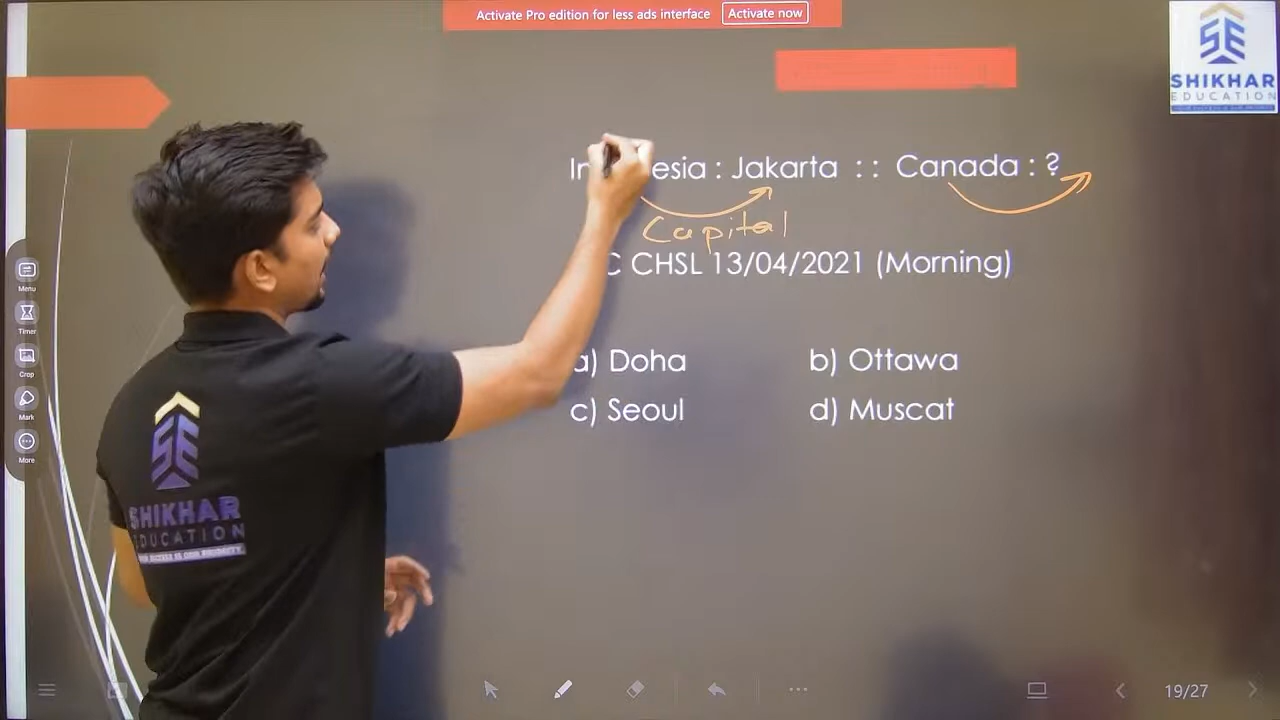 Activate Pro edition for less ads interface Activate now
SHIKHAR
EDUCATION
esia : Jakarta : : Canada : ?
Capital
C CHSL 13/04/2021 (Morning)
a) Doha b) Ottawa
c) Seoul d) Muscat
Menu
Timer
Crop
Mark
More
SHIKHAR
EDUCATION
19/27